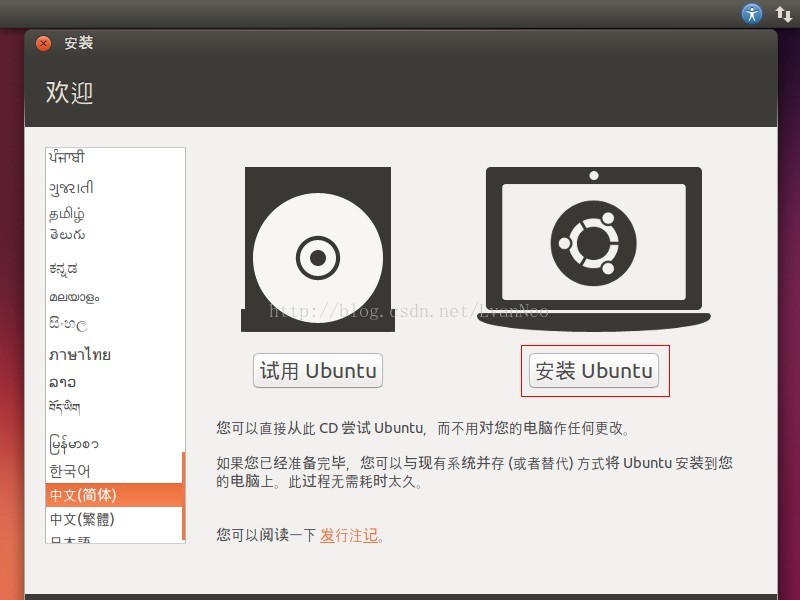 安装
欢迎
ਪੰਜਾਬੀ
ગુજરાતી
தமிழ்
తెలుగు
ಕನ್ನಡ
മലയാളം
සිංහල
ภาษาไทย
ລາວ
བོད་ཡིག
မြန်မာစာ
한국어
中文(简体)
中文(繁體)
日本語
http://blog.csdn.net/LvanNeo
试用 Ubuntu
安装 Ubuntu
您可以直接从此 CD 尝试 Ubuntu，而不用对您的电脑作任何更改。
如果您已经准备完毕，您可以与现有系统并存 (或者替代) 方式将 Ubuntu 安装到您
的电脑上。此过程无需耗时太久。
您可以阅读一下 发行注记。